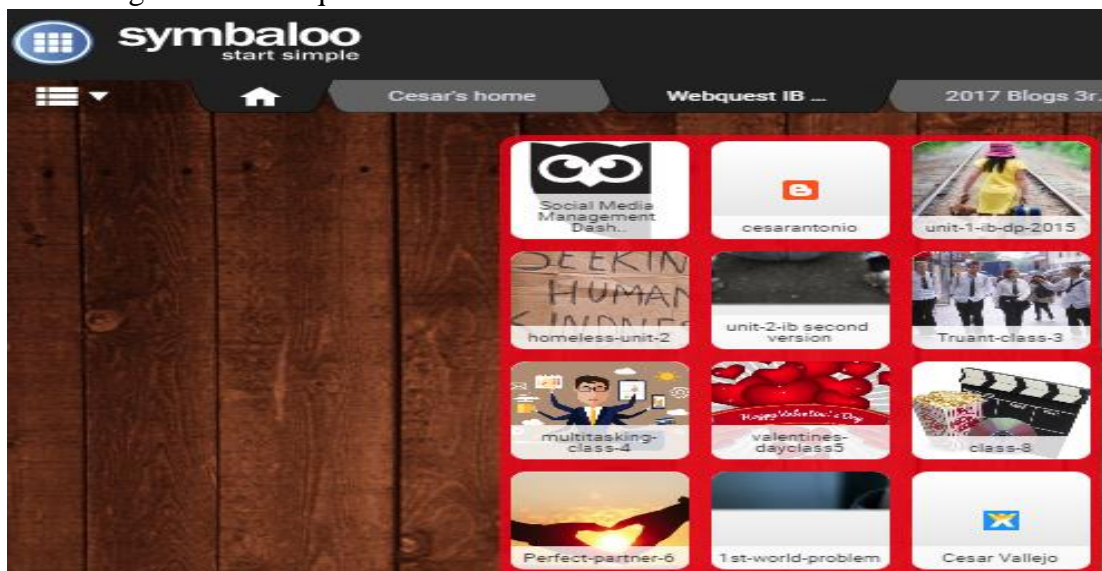 symbaloo
start simple
Cesar's home
Webquest IB ...
2017 Blogs 3r.
Social Media
Management
Dash..
cesarantonio
unit-1-ib-dp-2015
SEEKIN
HUMAN
KINDNES
homeless-unit-2
unit-2-ib second
version
Truant-class-3
multitasking-
class-4
Happy Valentine's Day
valentines-
dayclass5
class-8
Perfect-partner-6
1st-world-problem
Cesar Vallejo